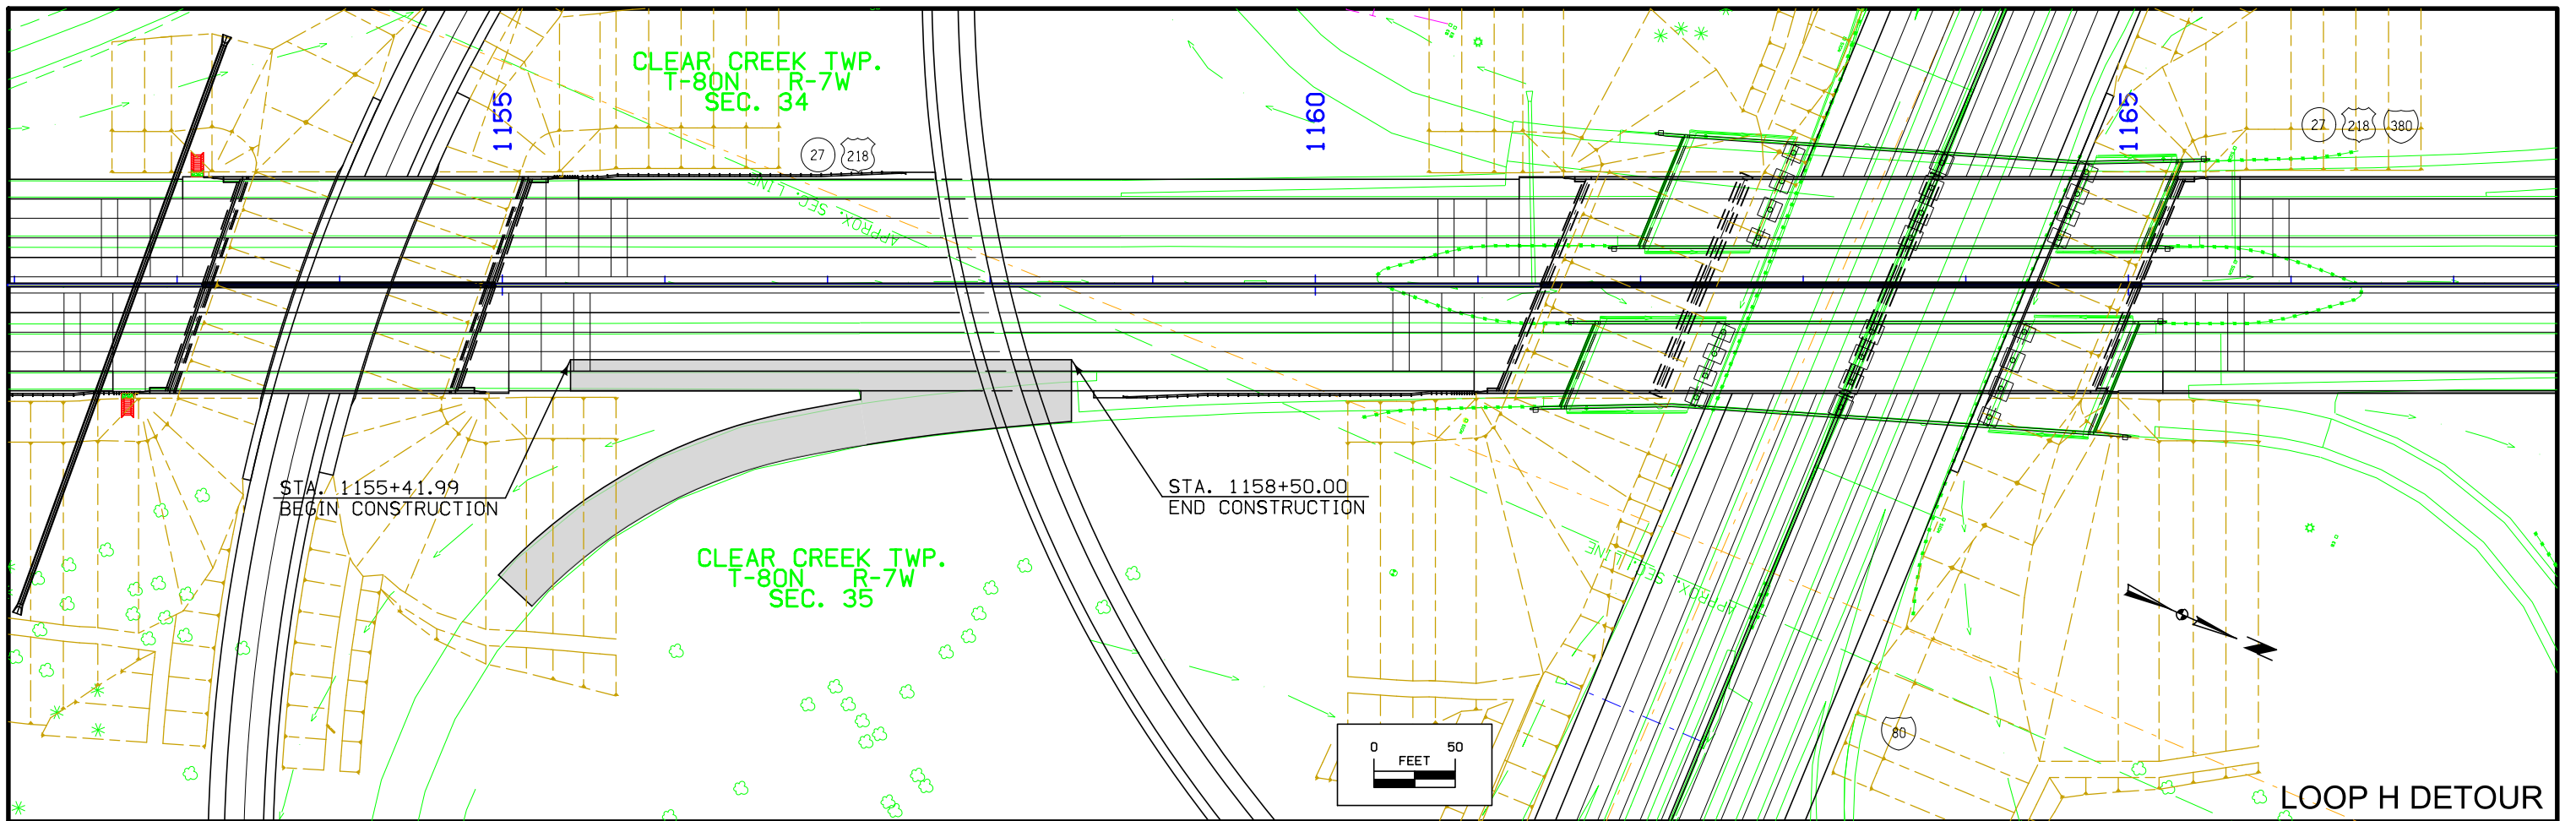 CLEAR CREEK TWP.
T-80N R-7W
SEC. 34
1155
1160
1165
27 218
27 218 380
APPROX. SEC. LINE
STA. 1155+41.99
BEGIN CONSTRUCTION
STA. 1158+50.00
END CONSTRUCTION
CLEAR CREEK TWP.
T-80N R-7W
SEC. 35
APPROX. SEC. LINE
80
0 50
FEET
N
LOOP H DETOUR